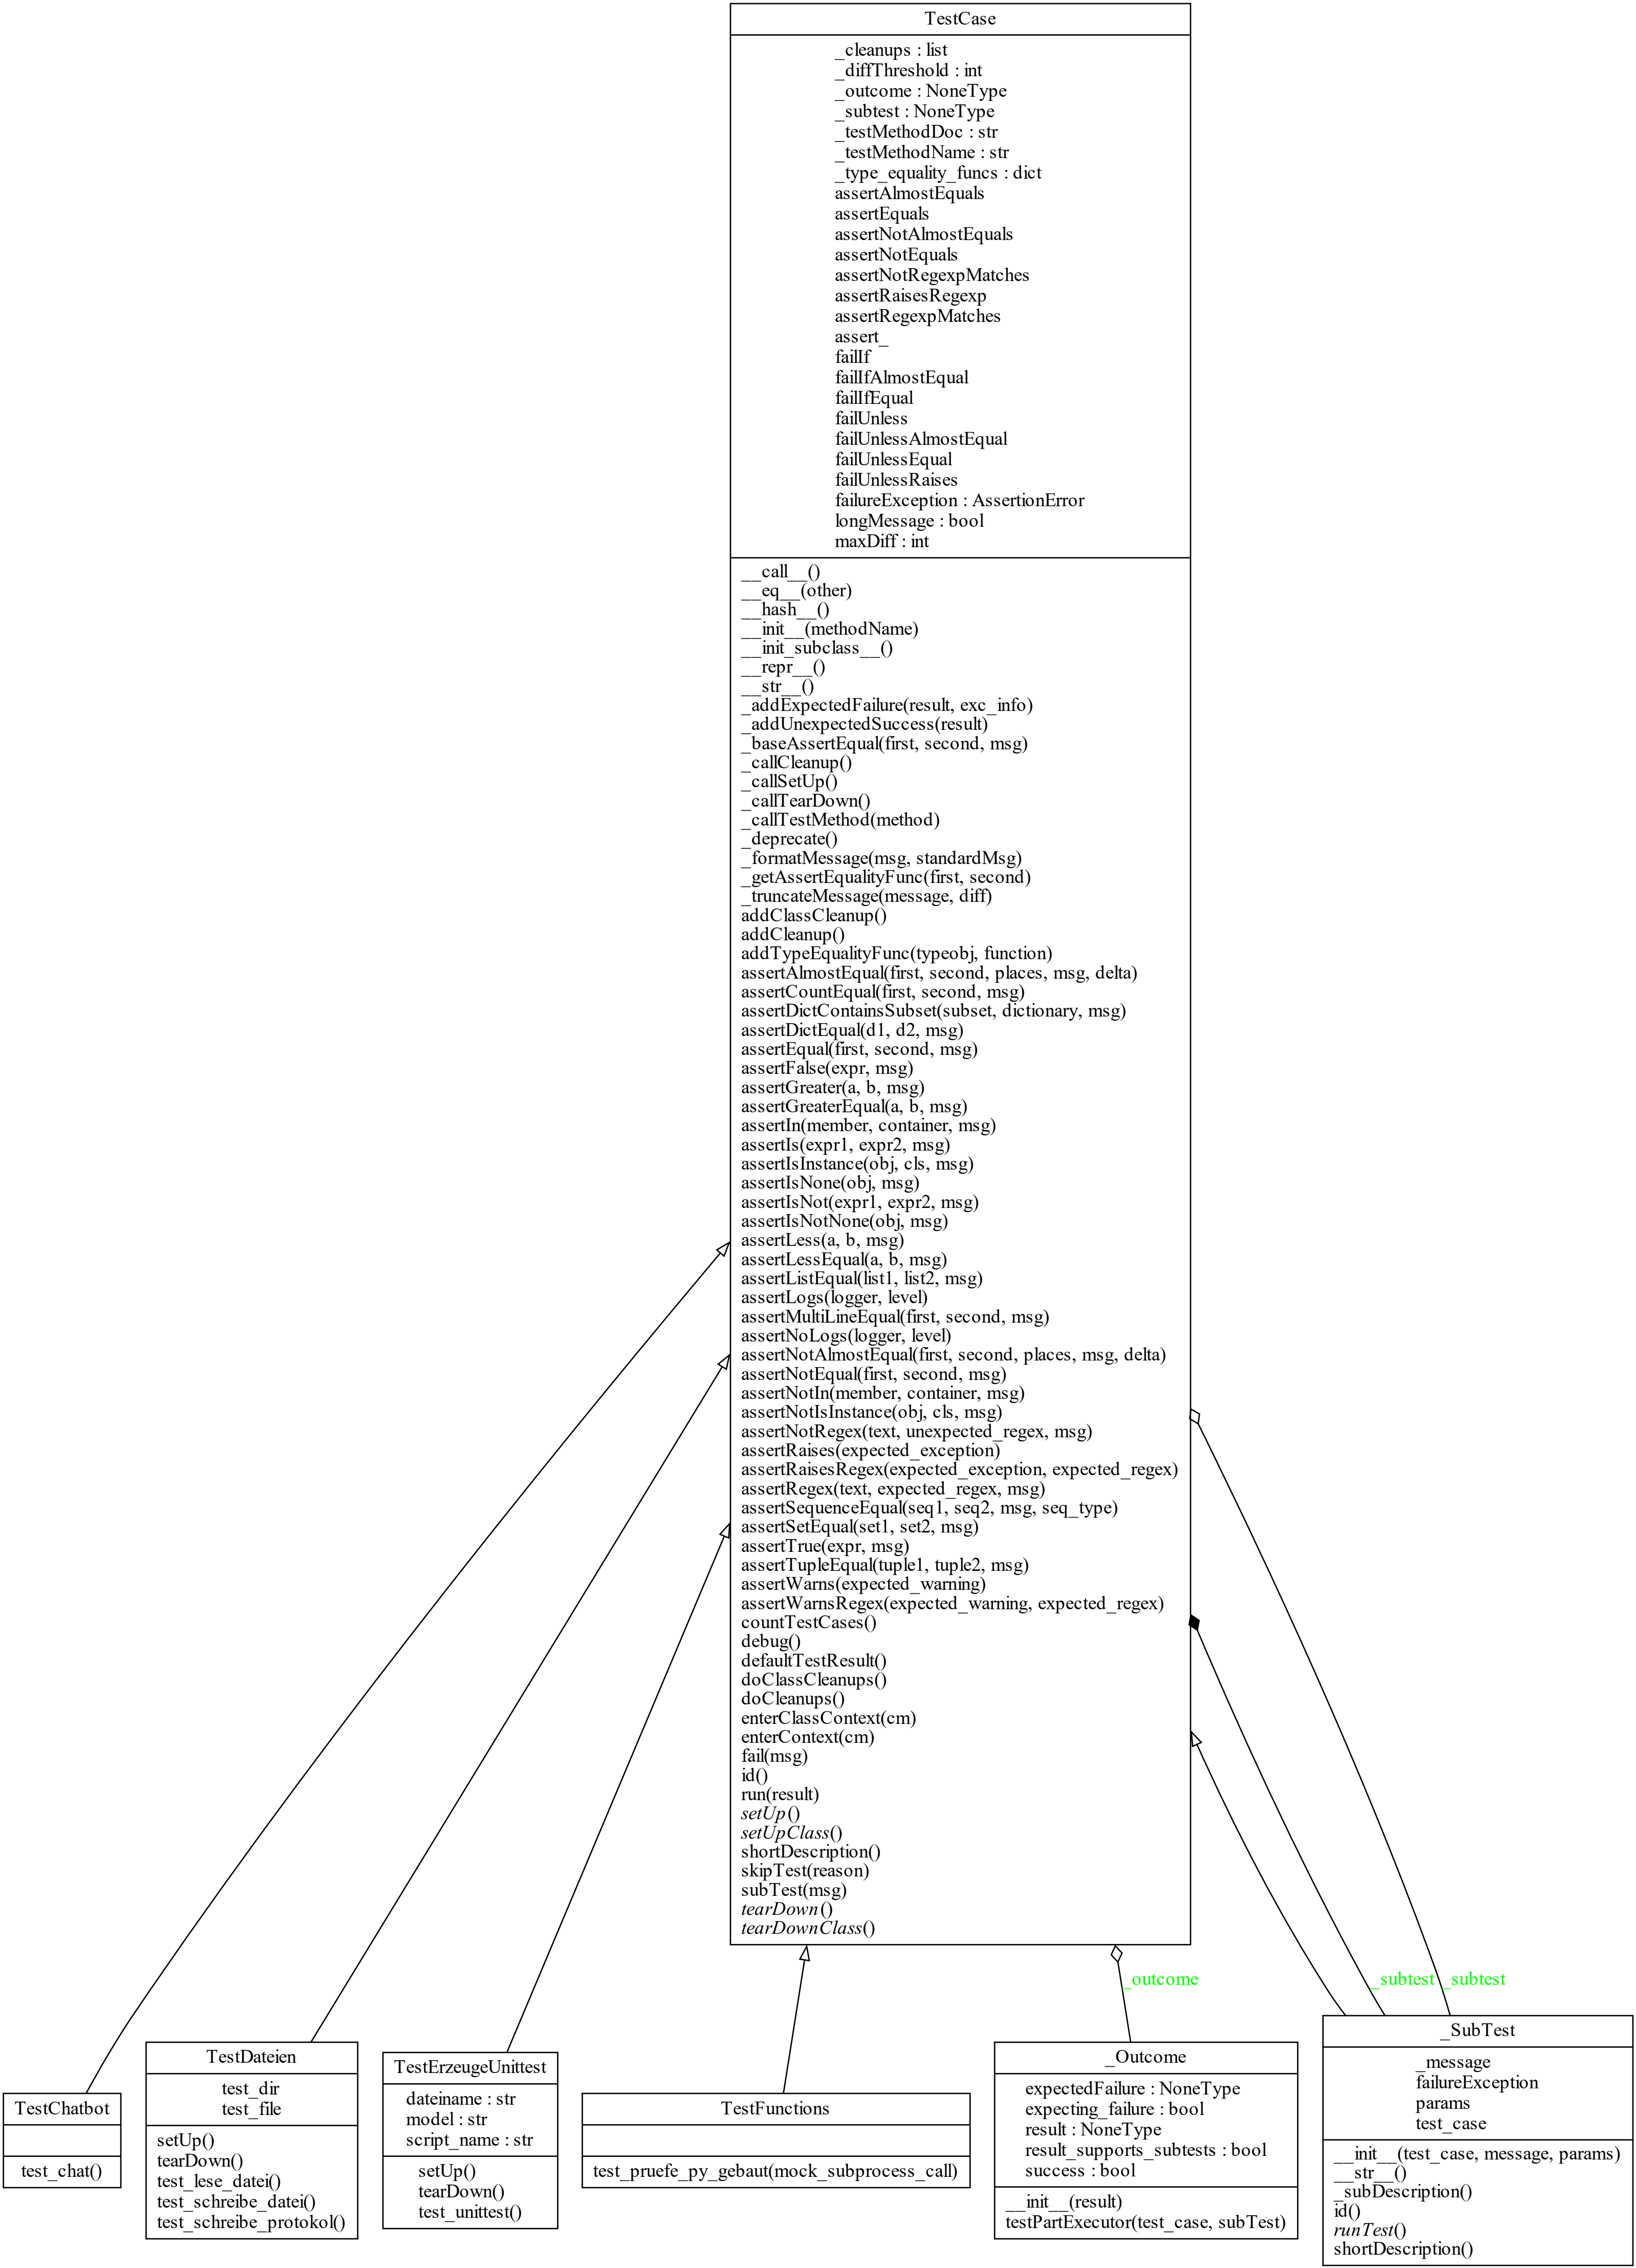 TestCase
_cleanups : list
_diffThreshold : int
_outcome : NoneType
_subtest : NoneType
_testMethodDoc : str
_testMethodName : str
_type_equality_funcs : dict
assertAlmostEquals
assertEquals
assertNotAlmostEquals
assertNotEquals
assertNotRegexpMatches
assertRaisesRegexp
assertRegexpMatches
assert_
failIf
failIfAlmostEqual
failIfEqual
failUnless
failUnlessAlmostEqual
failUnlessEqual
failUnlessRaises
failureException : AssertionError
longMessage : bool
maxDiff : int
__call__()
__eq__(other)
__hash__()
__init__(methodName)
__init_subclass__()
__repr__()
__str__()
_addExpectedFailure(result, exc_info)
_addUnexpectedSuccess(result)
_baseAssertEqual(first, second, msg)
_callCleanup()
_callSetUp()
_callTearDown()
_callTestMethod(method)
_deprecate()
_formatMessage(msg, standardMsg)
_getAssertEqualityFunc(first, second)
_truncateMessage(message, diff)
addClassCleanup()
addCleanup()
addTypeEqualityFunc(typeobj, function)
assertAlmostEqual(first, second, places, msg, delta)
assertCountEqual(first, second, msg)
assertDictContainsSubset(subset, dictionary, msg)
assertDictEqual(d1, d2, msg)
assertEqual(first, second, msg)
assertFalse(expr, msg)
assertGreater(a, b, msg)
assertGreaterEqual(a, b, msg)
assertIn(member, container, msg)
assertIs(expr1, expr2, msg)
assertIsInstance(obj, cls, msg)
assertIsNone(obj, msg)
assertIsNot(expr1, expr2, msg)
assertIsNotNone(obj, msg)
assertLess(a, b, msg)
assertLessEqual(a, b, msg)
assertListEqual(list1, list2, msg)
assertLogs(logger, level)
assertMultiLineEqual(first, second, msg)
assertNoLogs(logger, level)
assertNotAlmostEqual(first, second, places, msg, delta)
assertNotEqual(first, second, msg)
assertNotIn(member, container, msg)
assertNotIsInstance(obj, cls, msg)
assertNotRegex(text, unexpected_regex, msg)
assertRaises(expected_exception)
assertRaisesRegex(expected_exception, expected_regex)
assertRegex(text, expected_regex, msg)
assertSequenceEqual(seq1, seq2, msg, seq_type)
assertSetEqual(set1, set2, msg)
assertTrue(expr, msg)
assertTupleEqual(tuple1, tuple2, msg)
assertWarns(expected_warning)
assertWarnsRegex(expected_warning, expected_regex)
countTestCases()
debug()
defaultTestResult()
doClassCleanups()
doCleanups()
enterClassContext(cm)
enterContext(cm)
fail(msg)
id()
run(result)
setUp()
setUpClass()
shortDescription()
skipTest(reason)
subTest(msg)
tearDown()
tearDownClass()
_outcome
_subtest
_subtest
TestChatbot
test_chat()
TestDateien
test_dir
test_file
setUp()
tearDown()
test_lese_datei()
test_schreibe_datei()
test_schreibe_protokol()
TestErzeugeUnittest
dateiname : str
model : str
script_name : str
setUp()
tearDown()
test_unittest()
TestFunctions
test_pruefe_py_gebaut(mock_subprocess_call)
_Outcome
expectedFailure : NoneType
expecting_failure : bool
result : NoneType
result_supports_subtests : bool
success : bool
__init__(result)
testPartExecutor(test_case, subTest)
_SubTest
_message
failureException
params
test_case
__init__(test_case, message, params)
__str__()
_subDescription()
id()
runTest()
shortDescription()